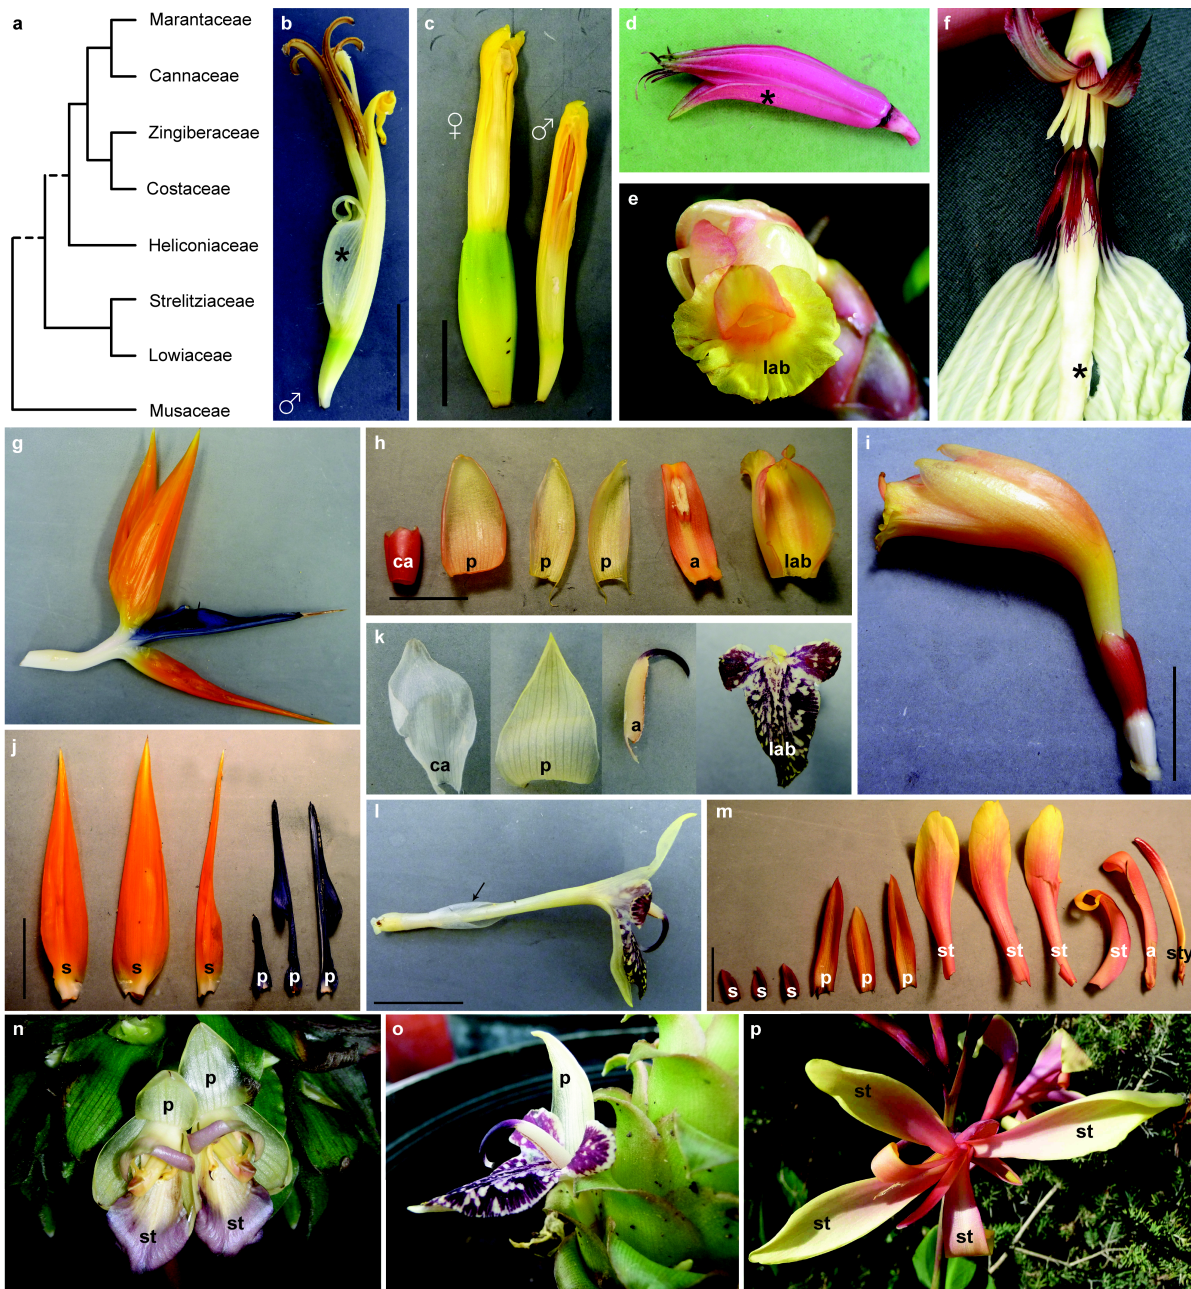 a
Marantaceae
Cannaceae
Zingiberaceae
Costaceae
Heliconiaceae
Strelitziaceae
Lowiaceae
Musaceae
b
*
♂
c
♀
♂
d
*
e
lab
f
*
g
h
ca p p p a lab
i
j
s s s p p p
k
ca p a lab
l
m
s s s p p p st st st st a sty
n
p p
st st
o
p
p
st
st
st
st